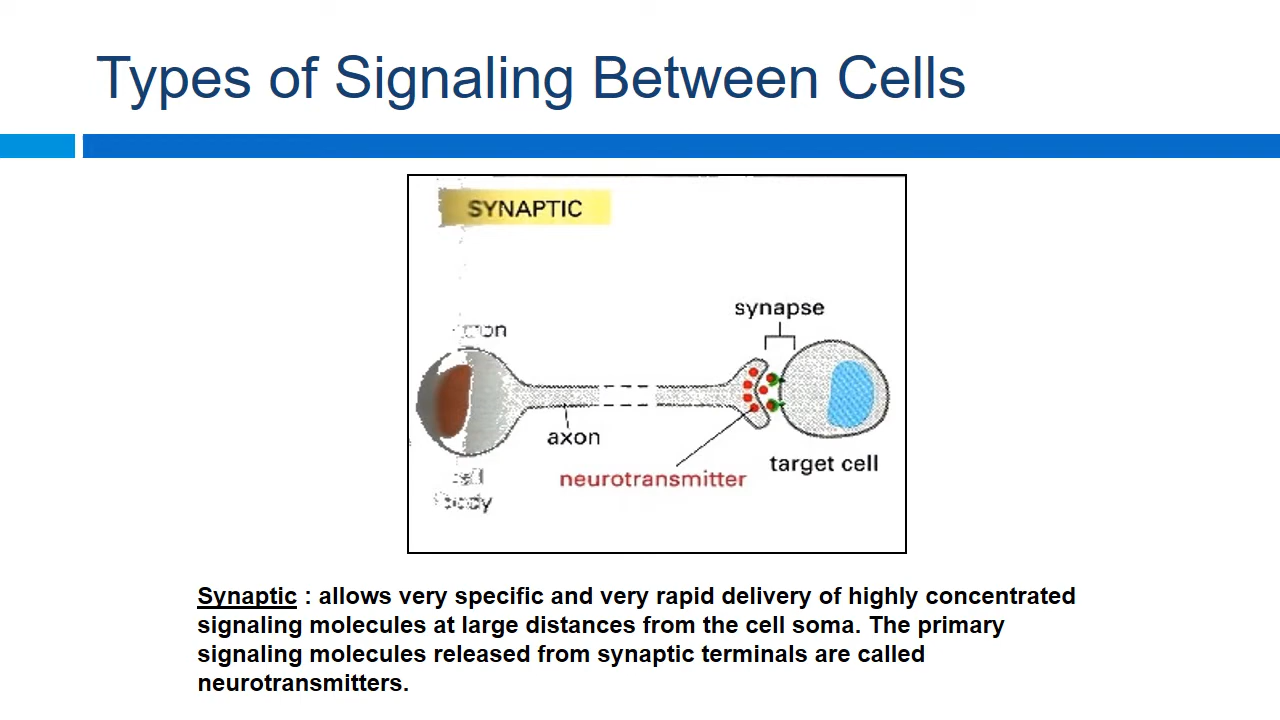 Types of Signaling Between Cells
SYNAPTIC
synapse
axon
target cell
neurotransmitter
body
Synaptic : allows very specific and very rapid delivery of highly concentrated
signaling molecules at large distances from the cell soma. The primary
signaling molecules released from synaptic terminals are called
neurotransmitters.